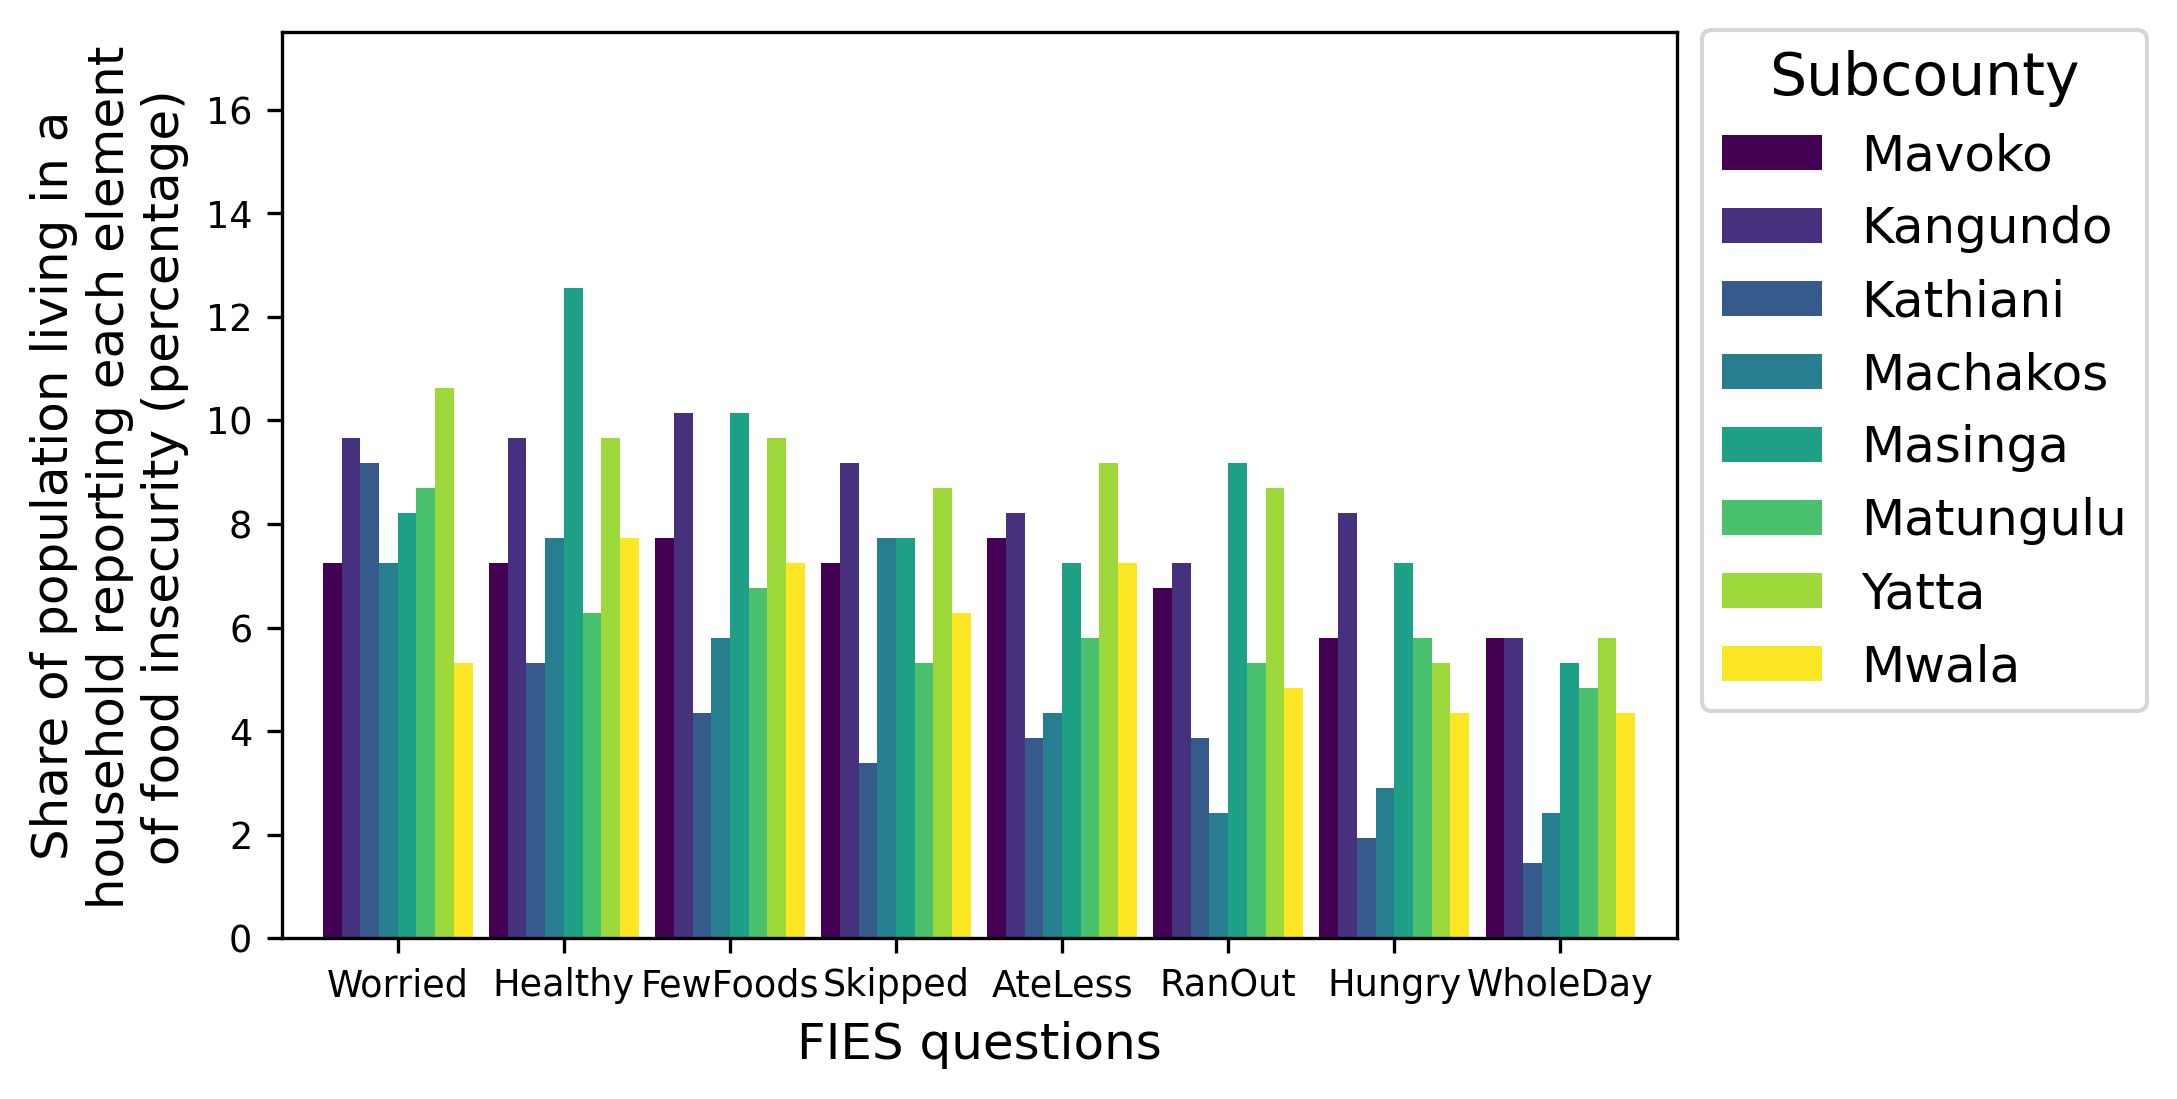 Share of population living in a
household reporting each element
of food insecurity (percentage)
16
14
12
10
8
6
4
2
0
Worried Healthy FewFoods Skipped AteLess RanOut Hungry WholeDay
FIES questions
Subcounty
Mavoko
Kangundo
Kathiani
Machakos
Masinga
Matungulu
Yatta
Mwala